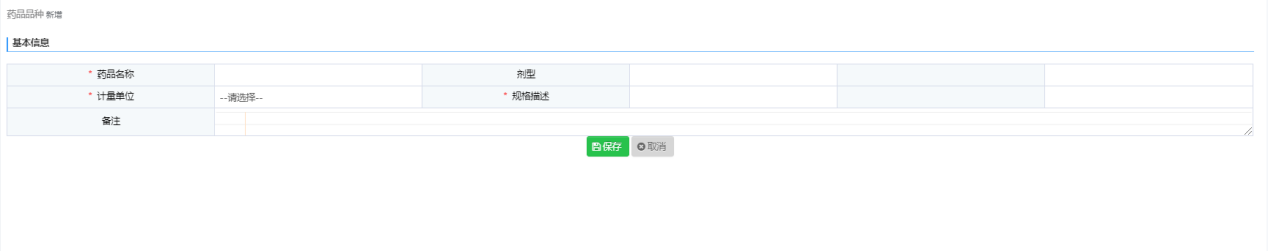 药品品种 新增
基本信息
* 药品名称 剂型
* 计量单位 --请选择-- * 规格描述
备注
保存 取消